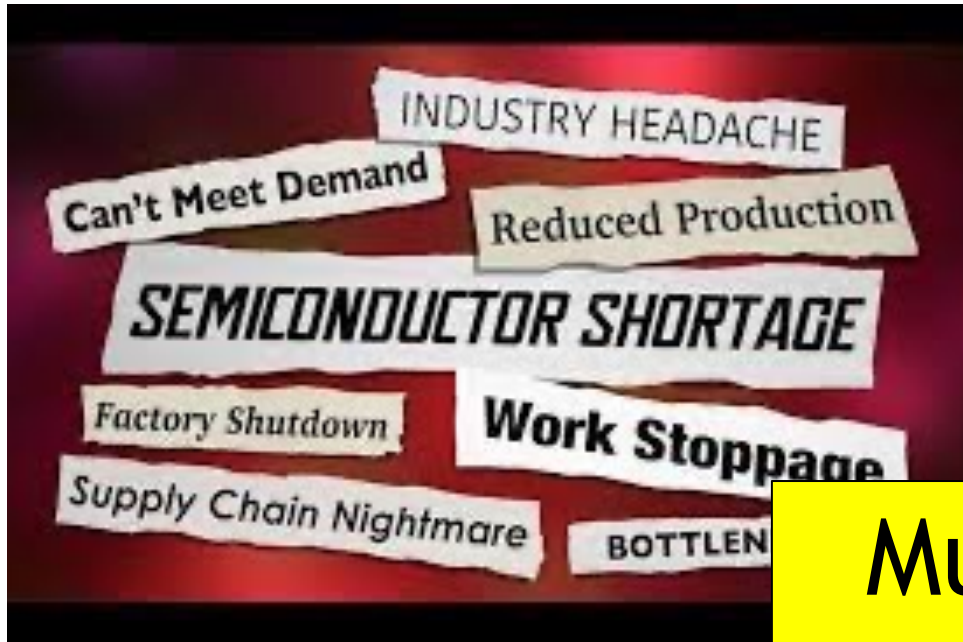 INDUSTRY HEADACHE
Can't Meet Demand
Reduced Production
SEMICONDUCTOR SHORTAGE
Factory Shutdown
Work Stoppage
Supply Chain Nightmare